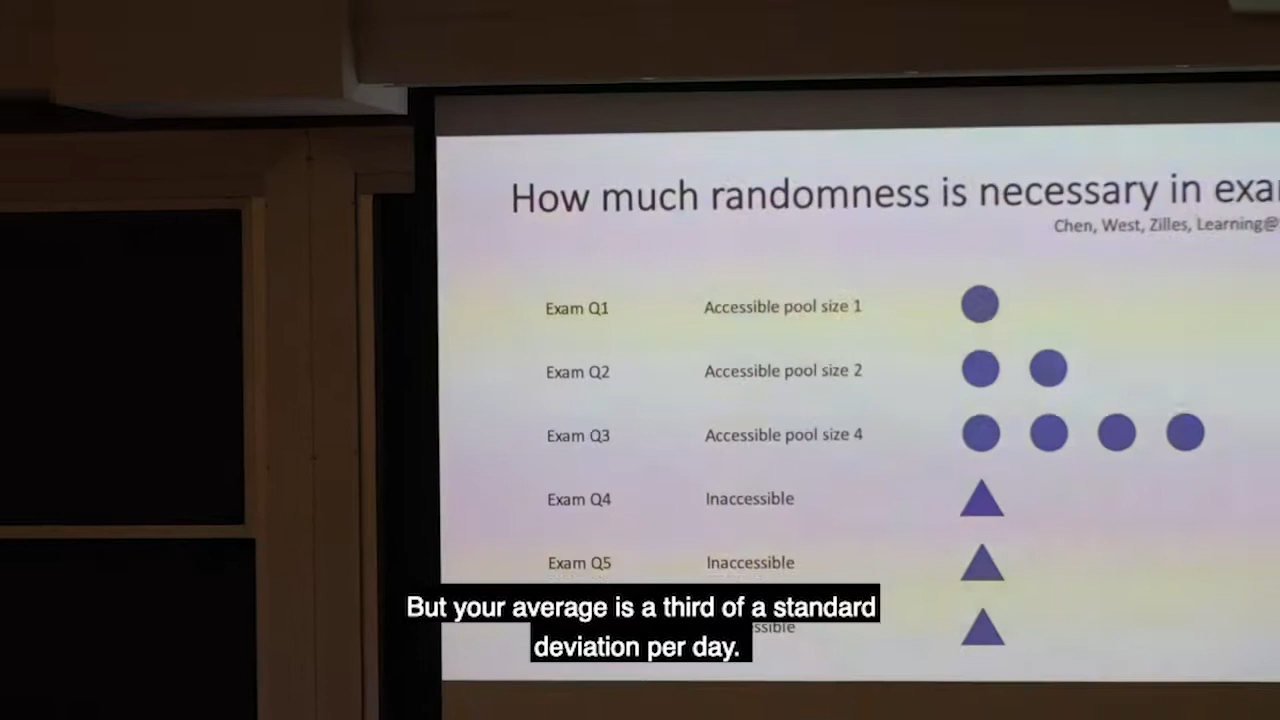 How much randomness is necessary in exa
Chen, West, Zilles, Learning@
Exam Q1 Accessible pool size 1
Exam Q2 Accessible pool size 2
Exam Q3 Accessible pool size 4
Exam Q4 Inaccessible
Exam Q5 Inaccessible
ssible
But your average is a third of a standard
deviation per day.